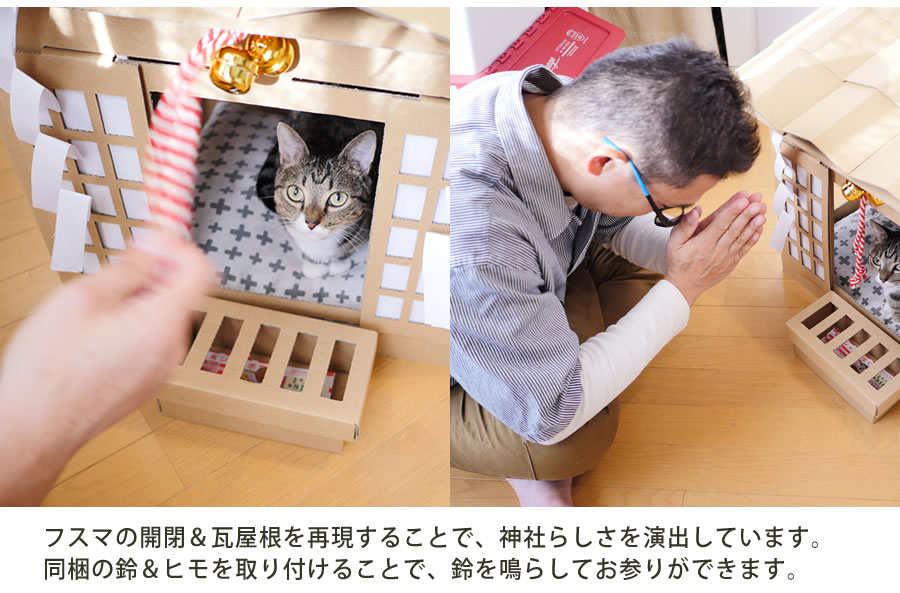 フスマの開閉＆瓦屋根を再現することで、神社らしさを演出しています。
同梱の鈴＆ヒモを取り付けることで、鈴を鳴らしてお参りができます。